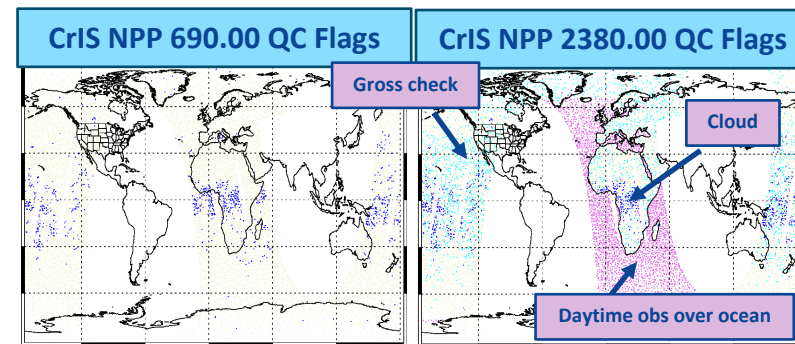 CrIS NPP 690.00 QC Flags
CrIS NPP 2380.00 QC Flags
Gross check
Cloud
Daytime obs over ocean